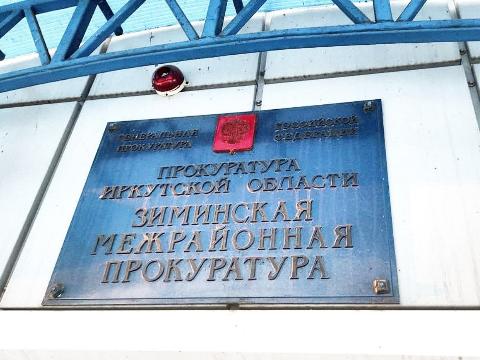 ГЕНЕРАЛЬНАЯ ПРОКУРАТУРА
РОССИЙСКОЙ ФЕДЕРАЦИИ
ПРОКУРАТУРА
ИРКУТСКОЙ ОБЛАСТИ
ЗИМИНСКАЯ
МЕЖРАЙОННАЯ
ПРОКУРАТУРА